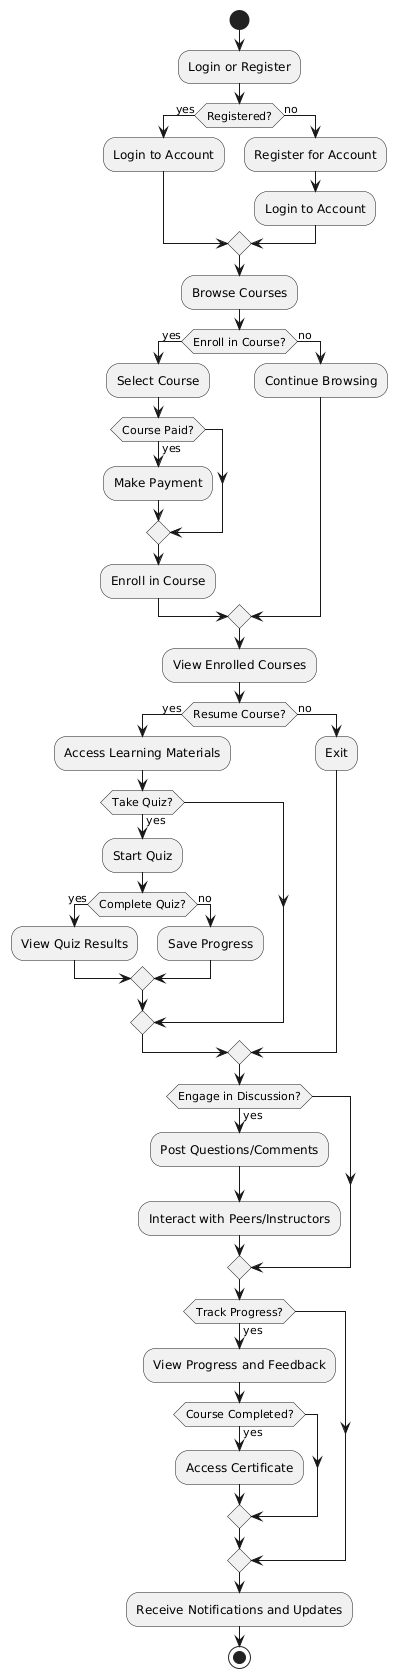 Login or Register
yes
Registered?
no
Login to Account
Register for Account
Login to Account
Browse Courses
yes
Enroll in Course?
no
Select Course
Continue Browsing
Course Paid?
yes
Make Payment
Enroll in Course
View Enrolled Courses
yes
Resume Course?
no
Access Learning Materials
Exit
Take Quiz?
yes
Start Quiz
yes
Complete Quiz?
no
View Quiz Results
Save Progress
Engage in Discussion?
yes
Post Questions/Comments
Interact with Peers/Instructors
Track Progress?
yes
View Progress and Feedback
Course Completed?
yes
Access Certificate
Receive Notifications and Updates